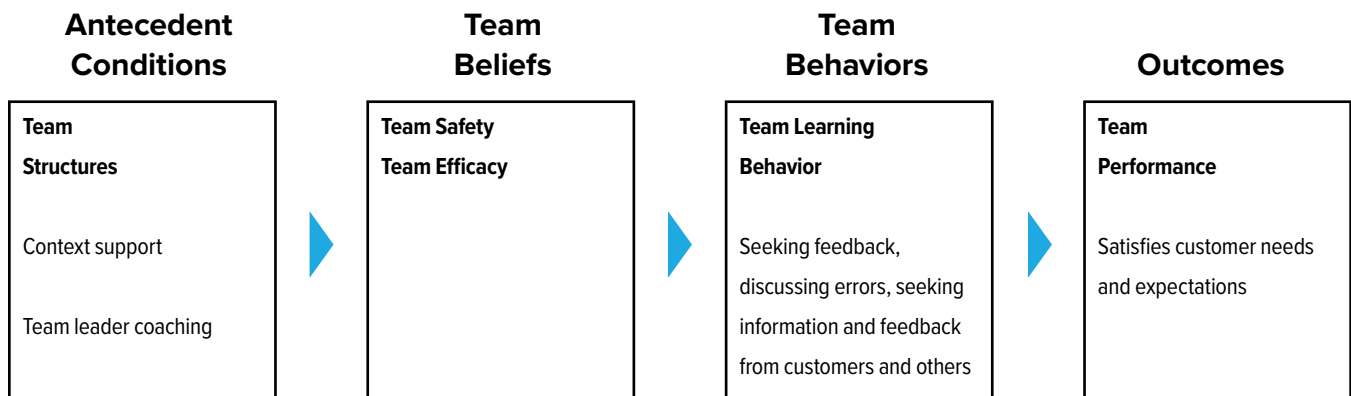 Antecedent
Conditions
Team
Beliefs
Team
Behaviors
Outcomes
Team
Structures
Context support
Team leader coaching
Team Safety
Team Efficacy
Team Learning
Behavior
Seeking feedback,
discussing errors, seeking
information and feedback
from customers and others
Team
Performance
Satisfies customer needs
and expectations